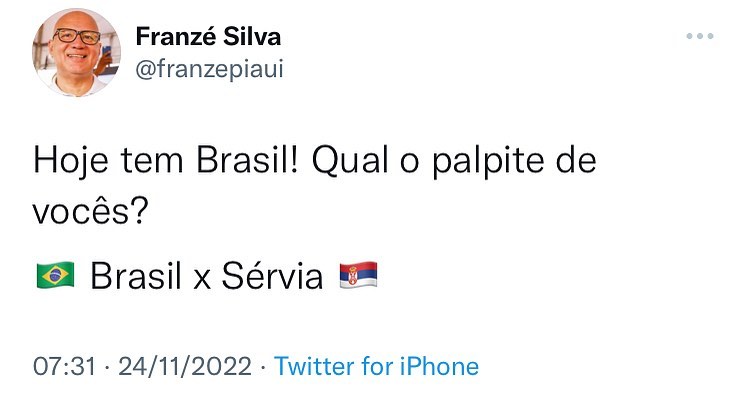 Franzé Silva
@franzepiaui
Hoje tem Brasil! Qual o palpite de
vocês?
🇧🇷 Brasil x Sérvia 🇷🇸
07:31 · 24/11/2022 · Twitter for iPhone